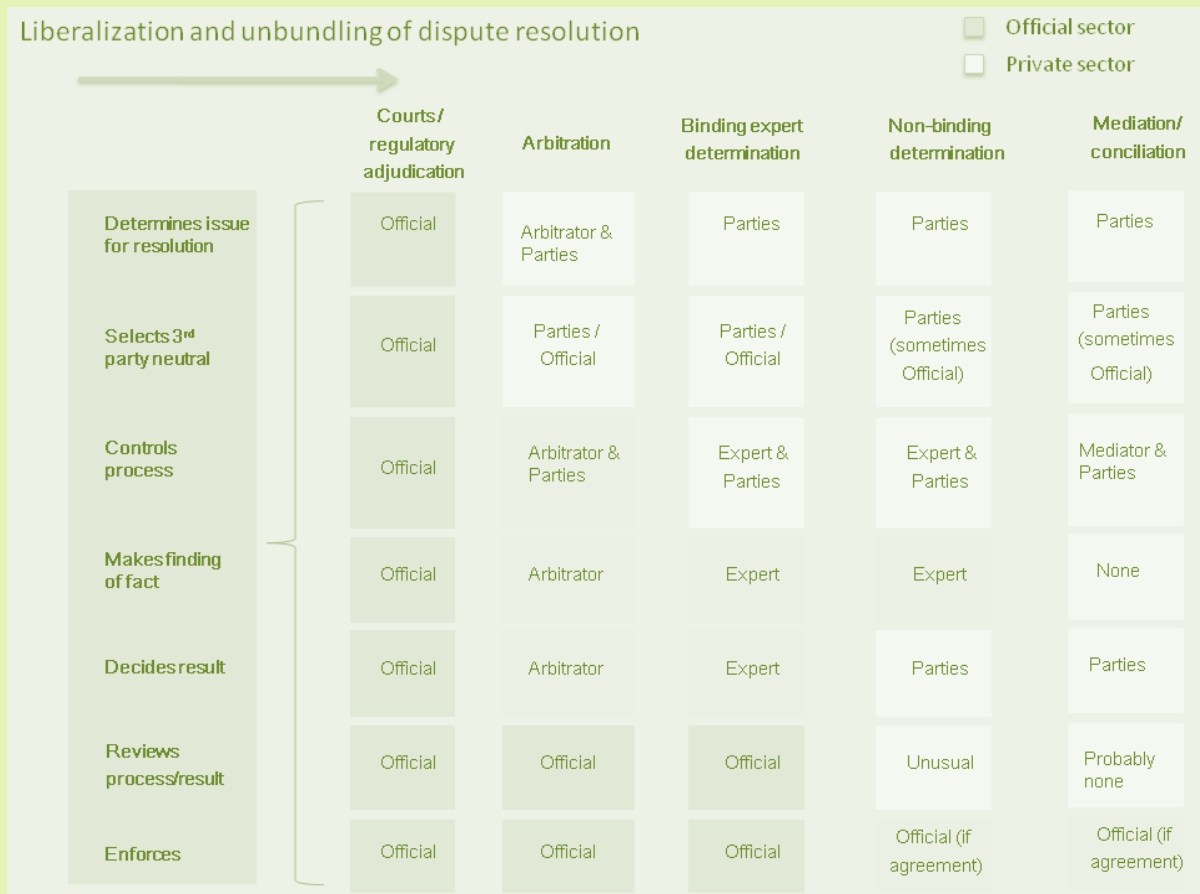 Liberalization and unbundling of dispute resolution
Official sector
Private sector
Courts/
regulatory
adjudication
Arbitration
Binding expert
determination
Non-binding
determination
Mediation/
conciliation
Determines issue
for resolution
Official
Arbitrator &
Parties
Parties
Parties
Parties
Selects 3rd
party neutral
Official
Parties /
Official
Parties /
Official
Parties
(sometimes
Official)
Parties
(sometimes
Official)
Controls
process
Official
Arbitrator &
Parties
Expert &
Parties
Expert &
Parties
Mediator &
Parties
Makes finding
of fact
Official
Arbitrator
Expert
Expert
None
Decides result
Official
Arbitrator
Expert
Parties
Parties
Reviews
process/result
Official
Official
Official
Unusual
Probably
none
Enforces
Official
Official
Official
Official (if
agreement)
Official (if
agreement)